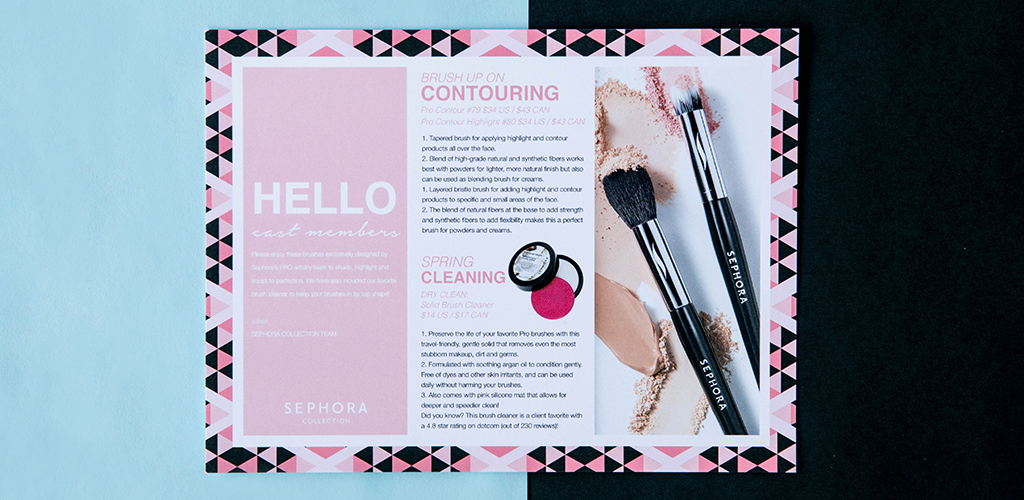 HELLO
cast members
Please enjoy these brushes exclusively designed by
Sephora's PRO artistry team to shade, highlight and
sculpt to perfection. We have also included our favorite
brush cleaner to keep your brushes in tip top shape!
SEPHORA COLLECTION TEAM
SEPHORA
COLLECTION
BRUSH UP ON
CONTOURING
Pro Contour #79 $34 US / $43 CAN
Pro Contour Highlight #80 $34 US / $43 CAN
1. Tapered brush for applying highlight and contour
products all over the face.
2. Blend of high-grade natural and synthetic fibers works
best with powders for lighter, more natural finish but also
can be used as blending brush for creams.
1. Layered bristle brush for adding highlight and contour
products to specific and small areas of the face.
2. The blend of natural fibers at the base to add strength
and synthetic fibers to add flexibility makes this a perfect
brush for powders and creams.
SPRING
CLEANING
DRY CLEAN:
Solid Brush Cleaner
$14 US / $17 CAN
1. Preserve the life of your favorite Pro brushes with this
travel-friendly, gentle solid that removes even the most
stubborn makeup, dirt and germs.
2. Formulated with soothing argan oil to condition gently.
Free of dyes and other skin irritants, and can be used
daily without harming your brushes.
3. Also comes with pink silicone mat that allows for
deeper and speedier clean!
Did you know? This brush cleaner is a client favorite with
a 4.8 star rating on dotcom (out of 230 reviews)!
SEPHORA
SEPHORA